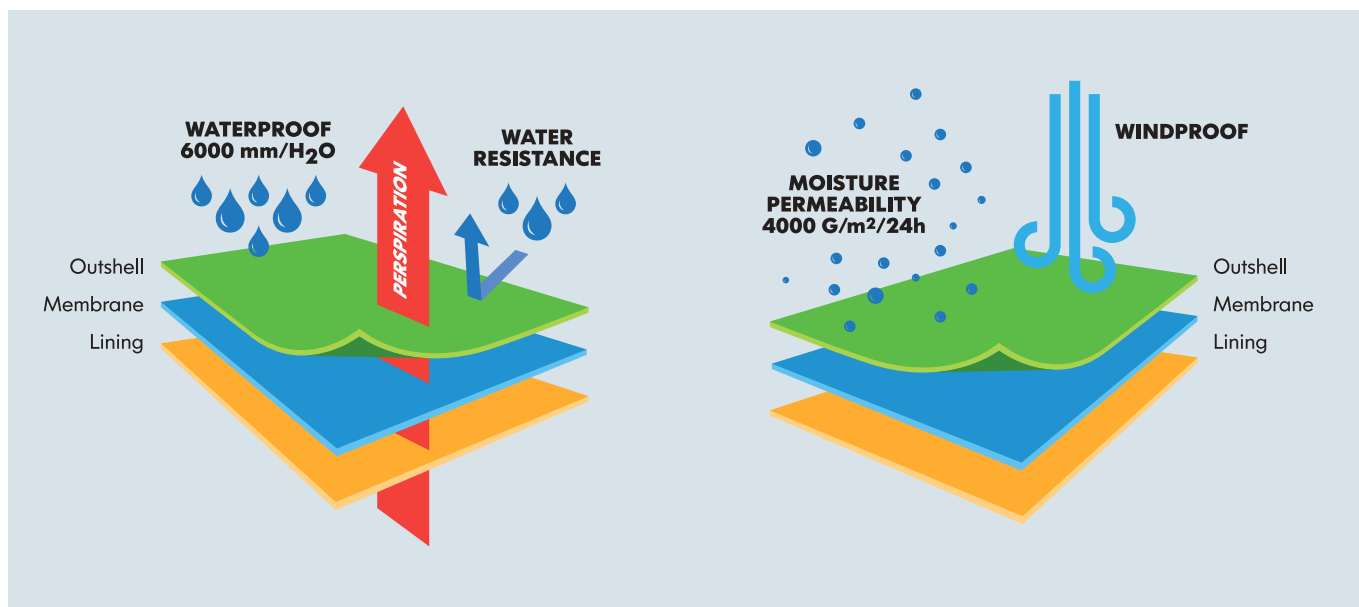 WATERPROOF
6000 mm/H₂O
PERSPIRATION
WATER
RESISTANCE
Outshell
Membrane
Lining
MOISTURE
PERMEABILITY
4000 G/m²/24h
WINDPROOF
Outshell
Membrane
Lining